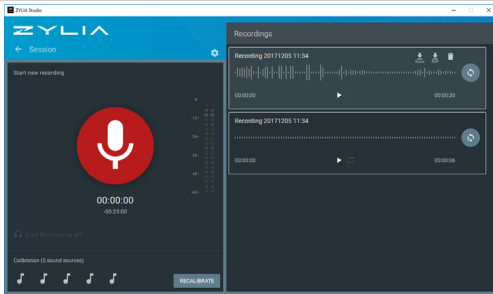 ZYLIA Studio
ZYLIA
Session
Start new recording
00:00:00
-00:25:00
Live Monitoring off
Calibration (5 sound sources)
RECALIBRATE
Recordings
Recording 20171205 11:34
00:00:00
00:00:20
Recording 20171205 11:34
00:00:00
00:00:06